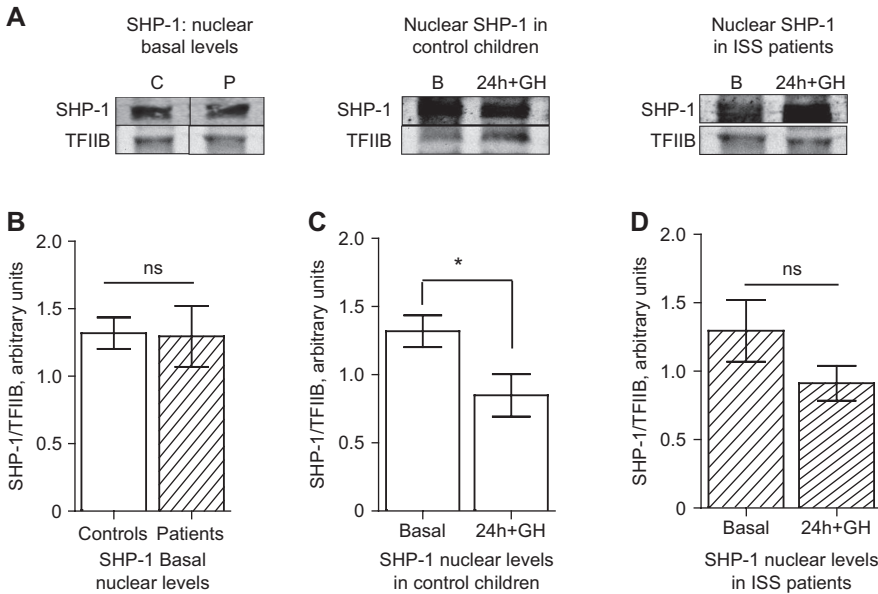 A
SHP-1: nuclear
basal levels
C P
SHP-1
TFIIB
Nuclear SHP-1 in
control children
B 24h+GH
SHP-1
TFIIB
Nuclear SHP-1
in ISS patients
B 24h+GH
SHP-1
TFIIB
B
SHP-1/TFIIB, arbitrary units
2.0
1.5
1.0
0.5
0
ns
Controls Patients
SHP-1 Basal
nuclear levels
C
SHP-1/TFIIB, arbitrary units
2.0
1.5
1.0
0.5
0
*
Basal 24h+GH
SHP-1 nuclear levels
in control children
D
SHP-1/TFIIB, arbitrary units
2.0
1.5
1.0
0.5
0
ns
Basal 24h+GH
SHP-1 nuclear levels
in ISS patients